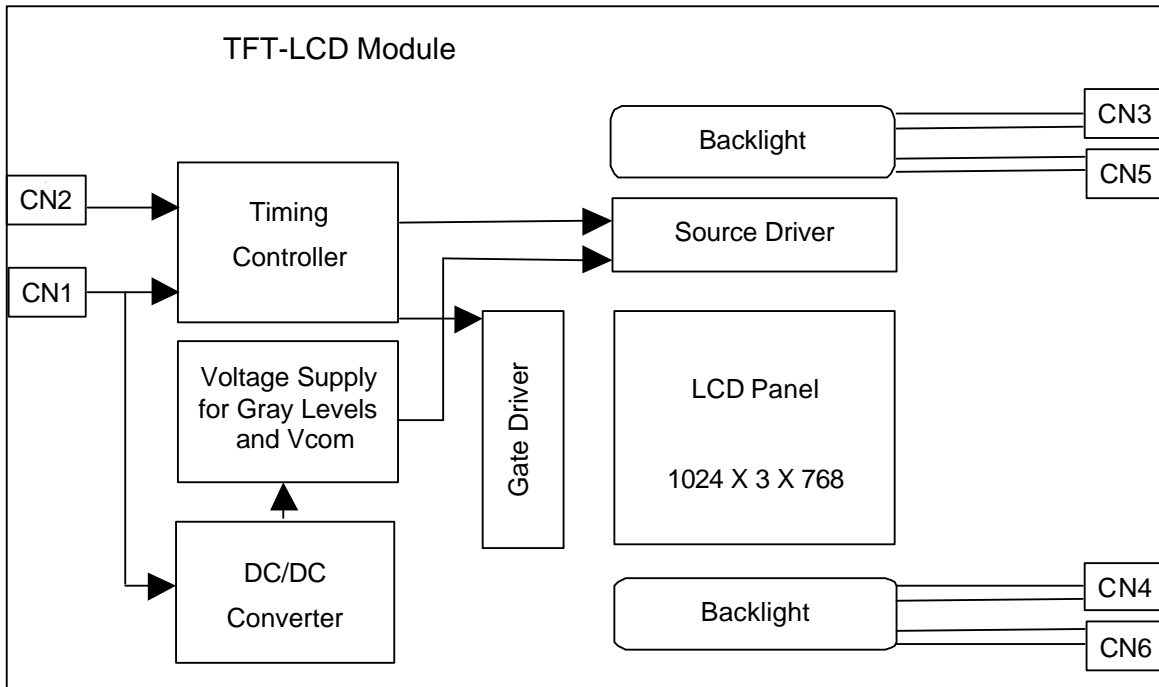 TFT-LCD Module
CN3
Backlight
CN5
CN2
Timing
Controller
Source Driver
CN1
Voltage Supply
for Gray Levels
and Vcom
Gate Driver
LCD Panel
1024 X 3 X 768
DC/DC
Converter
CN4
Backlight
CN6